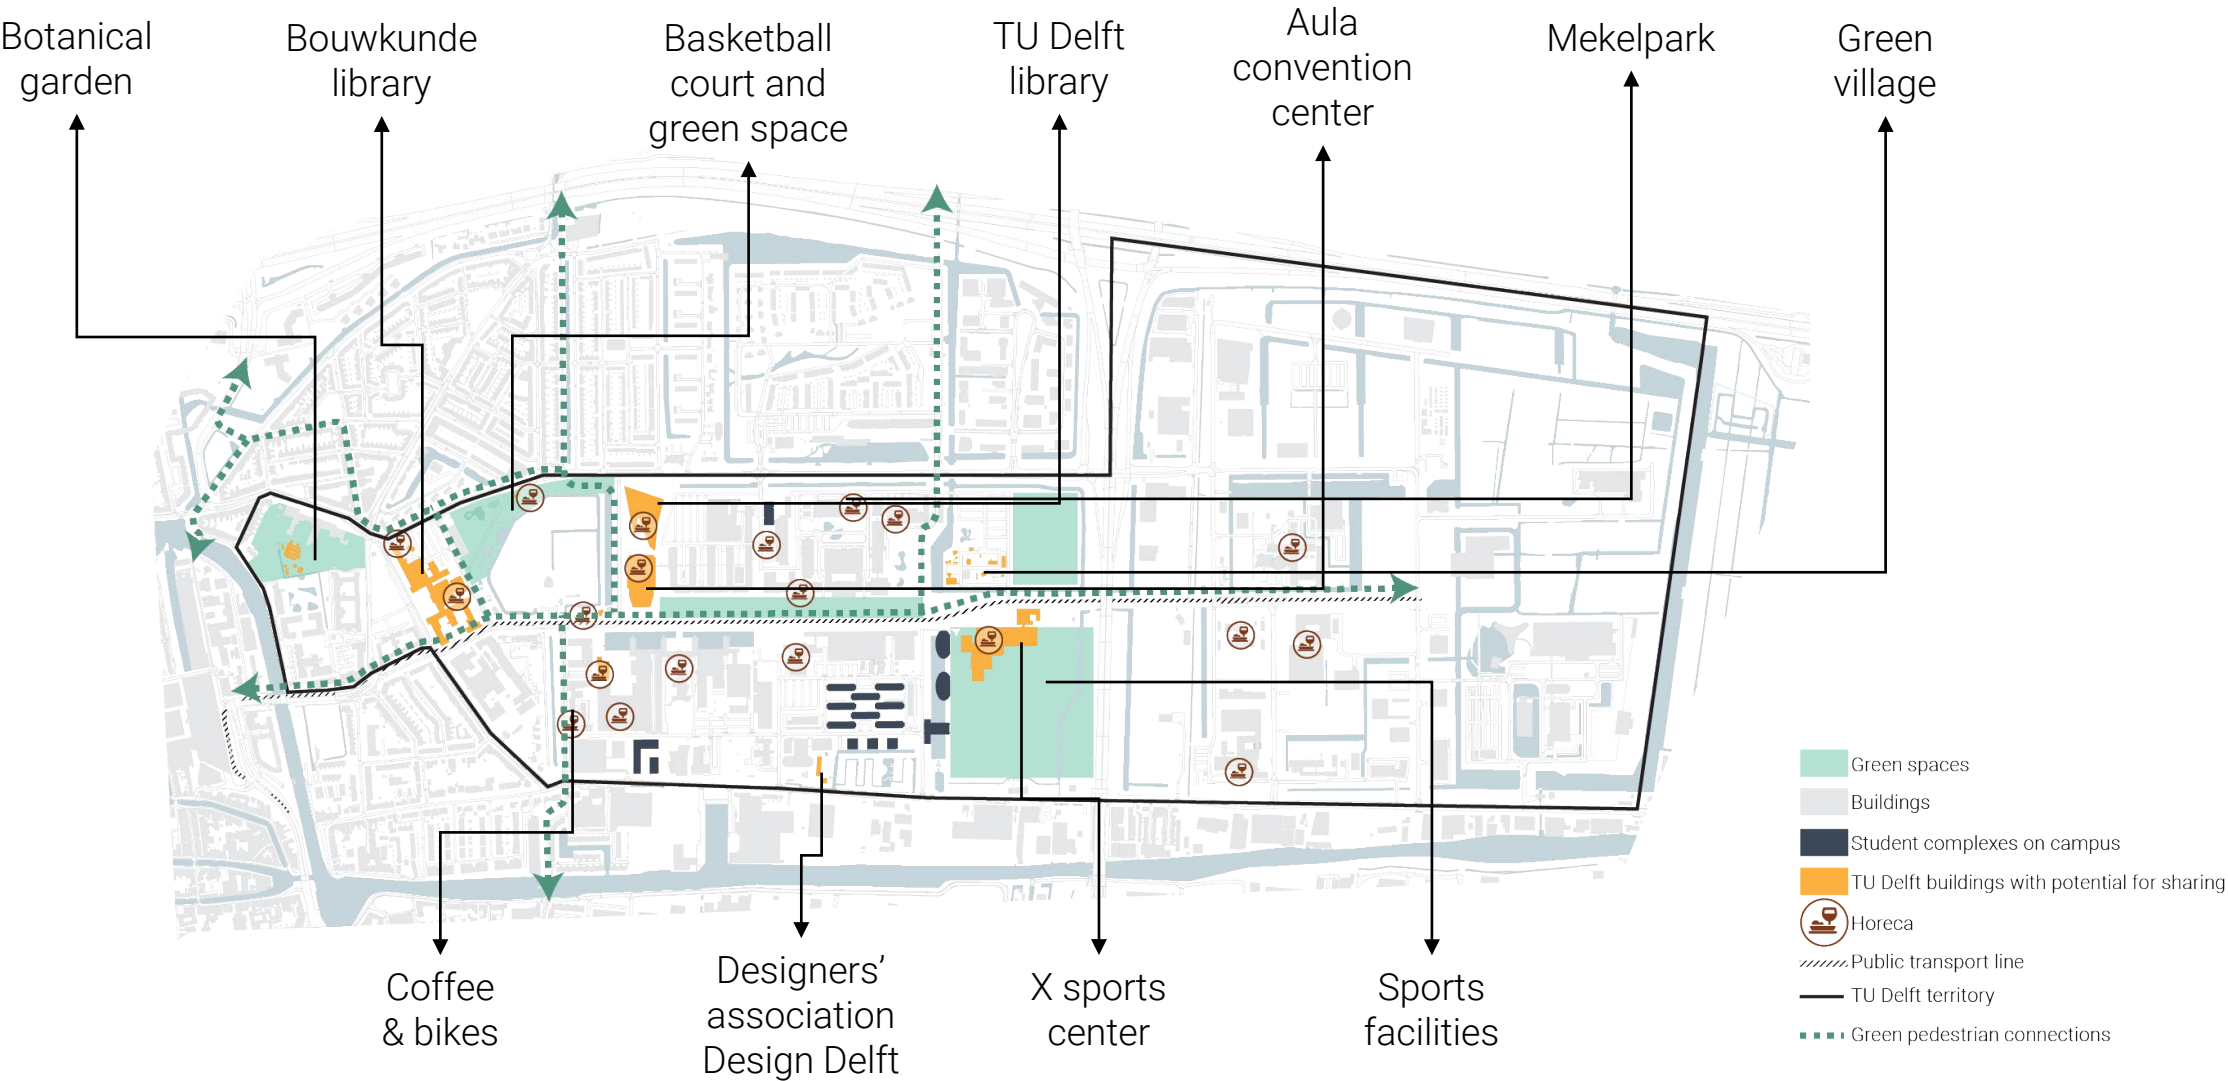 Botanical
garden
Bouwkunde
library
Basketball
court and
green space
TU Delft
library
Aula
convention
center
Mekelpark
Green
village
Coffee
& bikes
Designers’
association
Design Delft
X sports
center
Sports
facilities
Green spaces
Buildings
Student complexes on campus
TU Delft buildings with potential for sharing
Horeca
Public transport line
TU Delft territory
Green pedestrian connections